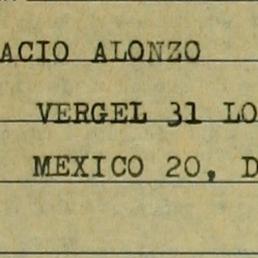 ACIO ALONZO
VERGEL 31 LO
MEXICO 20, D